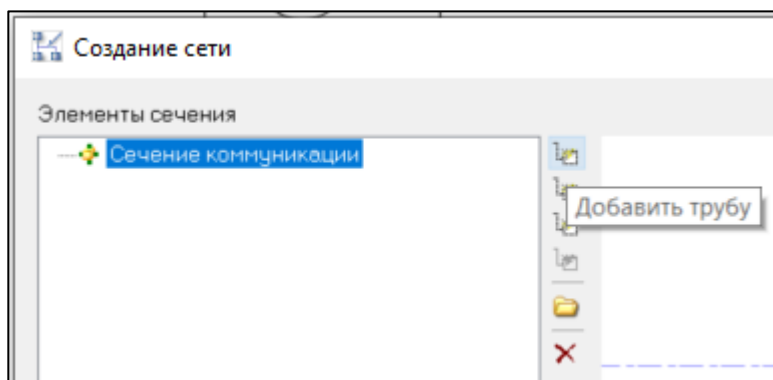 Создание сети
Элементы сечения
Сечение коммуникации
Добавить трубу